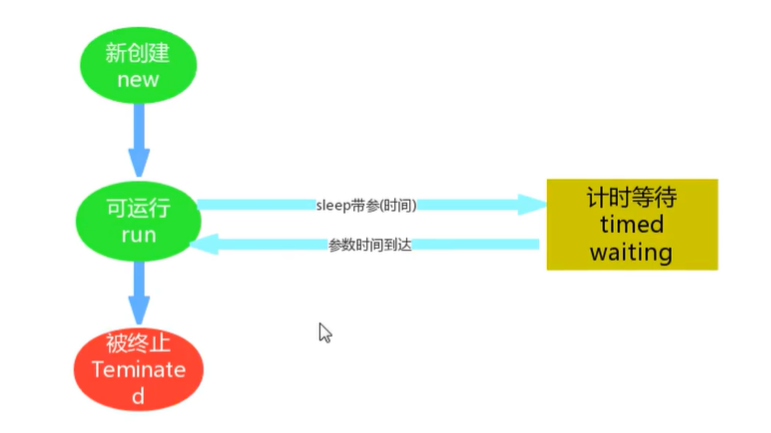 新创建
new
可运行
run
sleep带参(时间)
参数时间到达
计时等待
timed
waiting
被终止
Teminate
d